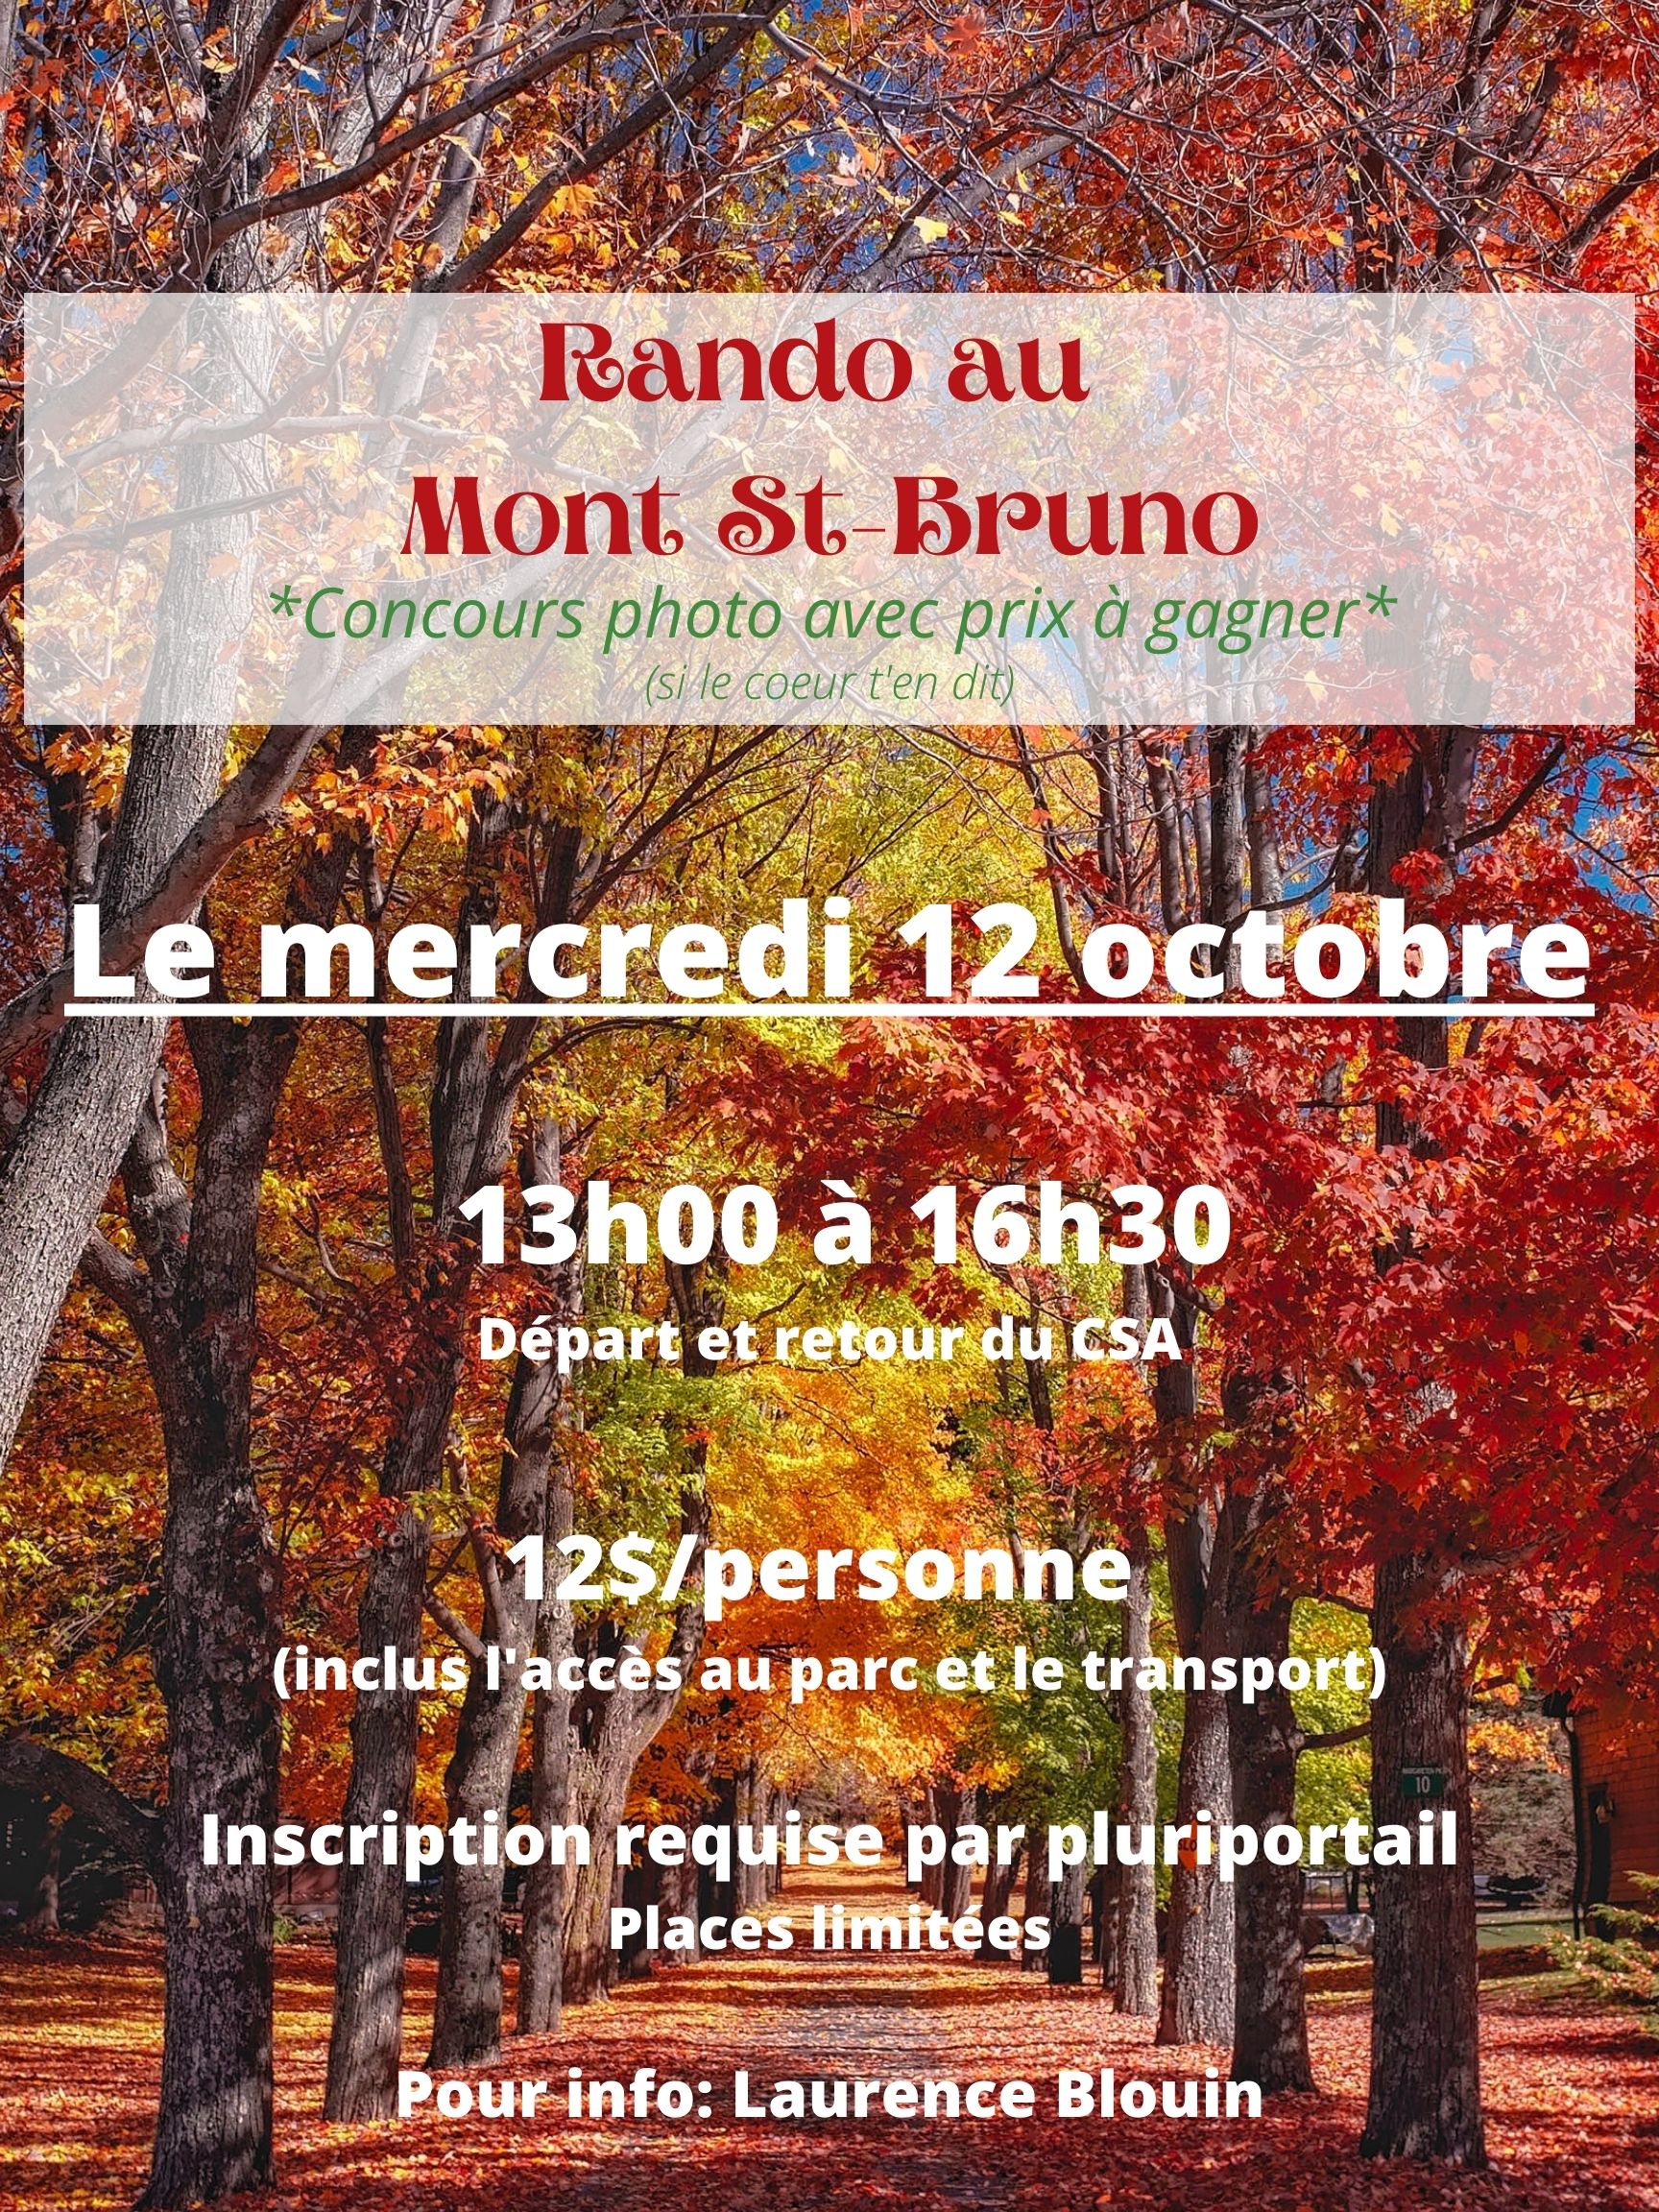 Rando au
Mont St-Bruno
*Concours photo avec prix à gagner*
(si le coeur t'en dit)
Le mercredi 12 octobre
13h00 à 16h30
Départ et retour du CSA
12$/personne
(inclus l'accès au parc et le transport)
10
Inscription requise par pluriportail
Places limitées
Pour info: Laurence Blouin